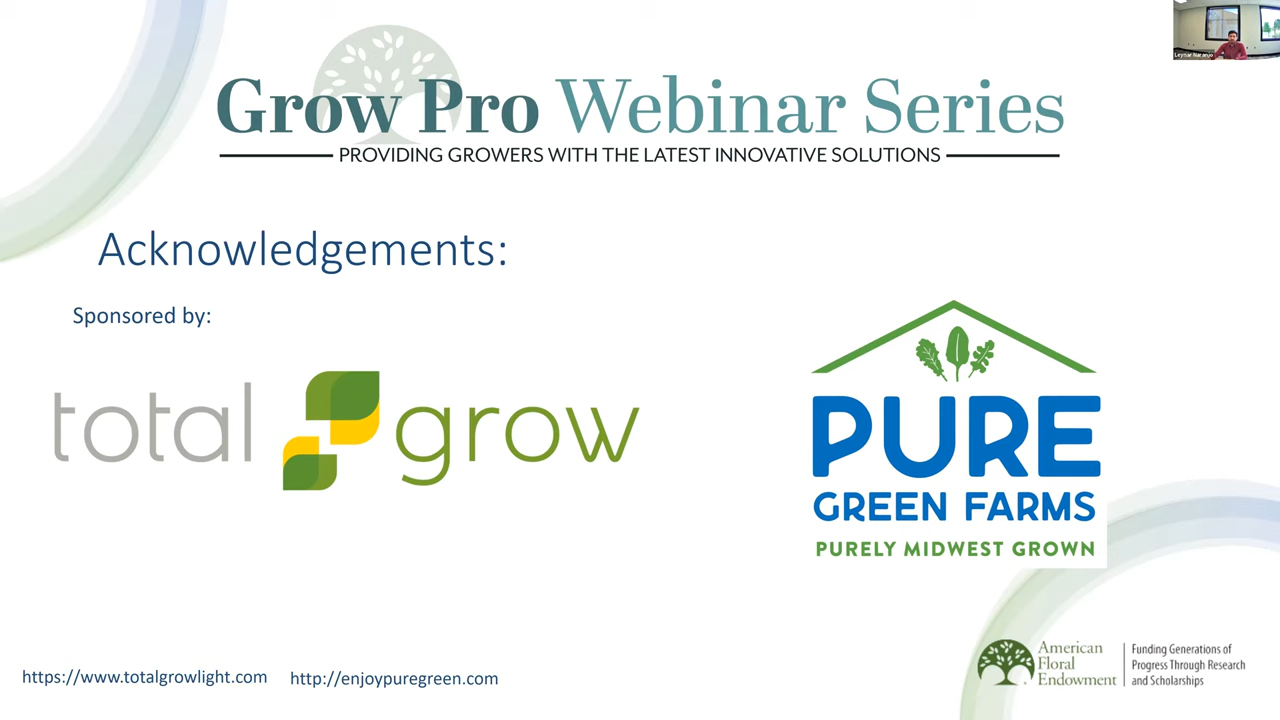 Leynar Naranjo
Grow Pro Webinar Series
PROVIDING GROWERS WITH THE LATEST INNOVATIVE SOLUTIONS
Acknowledgements:
Sponsored by:
total grow
PURE
GREEN FARMS
PURELY MIDWEST GROWN
https://www.totalgrowlight.com
http://enjoypuregreen.com
American
Floral
Endowment
Funding Generations of
Progress Through Research
and Scholarships